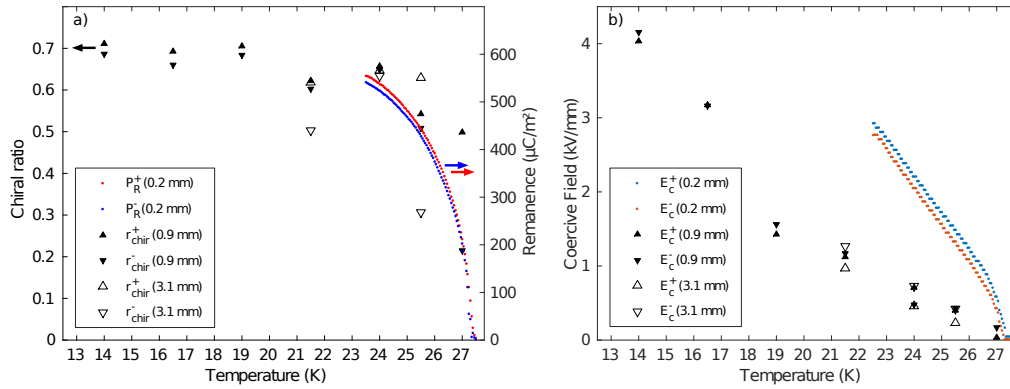 a)
Chiral ratio
0.7
0.6
0.5
0.4
0.3
0.2
0.1
0
600
500
400
300
200
100
0
Remanence (μC/m²)
P_R^+ (0.2 mm)
P_R^- (0.2 mm)
r_chir^+ (0.9 mm)
r_chir^- (0.9 mm)
r_chir^+ (3.1 mm)
r_chir^- (3.1 mm)
13 14 15 16 17 18 19 20 21 22 23 24 25 26 27
Temperature (K)
b)
Coercive Field (kV/mm)
4
3
2
1
0
E_c^+ (0.2 mm)
E_c^- (0.2 mm)
E_c^+ (0.9 mm)
E_c^- (0.9 mm)
E_c^+ (3.1 mm)
E_c^- (3.1 mm)
13 14 15 16 17 18 19 20 21 22 23 24 25 26 27
Temperature (K)